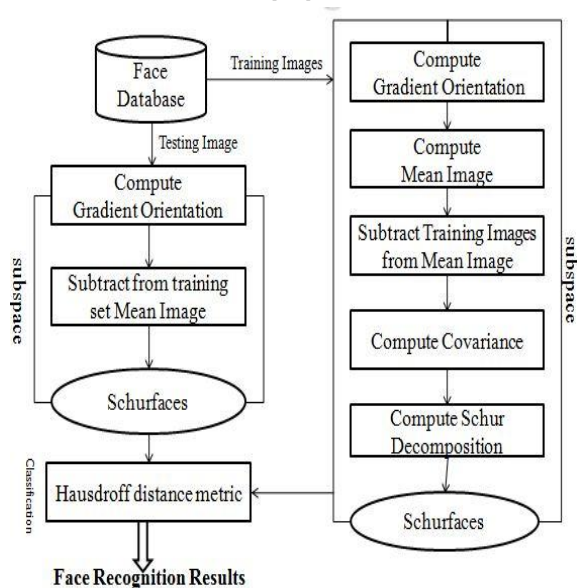 Face
Database
Training Images
Testing Image
Compute
Gradient Orientation
Subtract from training
set Mean Image
Schurfaces
subspace
Classification
Hausdroff distance metric
Face Recognition Results
Compute
Gradient Orientation
Compute
Mean Image
Subtract Training Images
from Mean Image
Compute Covariance
Compute Schur
Decomposition
Schurfaces
subspace